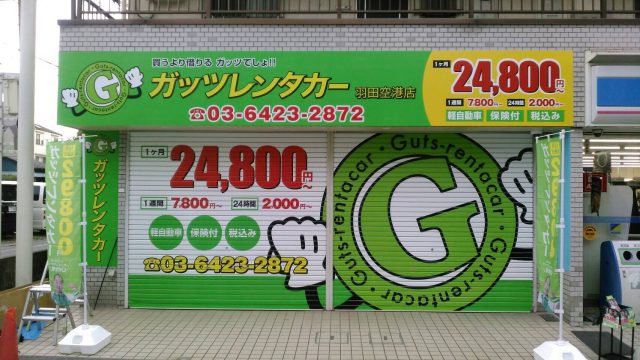 買うより借りる ガッツでしょ!!
ガッツレンタカー 羽田空港店
☎03-6423-2872
1ヶ月 24,800円~
1週間 7800円~ 24時間 2.000円~
軽自動車 保険付 税込み
G
Guts-rentacar
1ヶ月
24,800円~
1週間 7.800円~ 24時間 2.000円~
軽自動車 保険付 税込み
☎03-6423-2872
G
Guts-rentacar · Guts-rentacar · Guts-rentacar
ガッツレンタカー